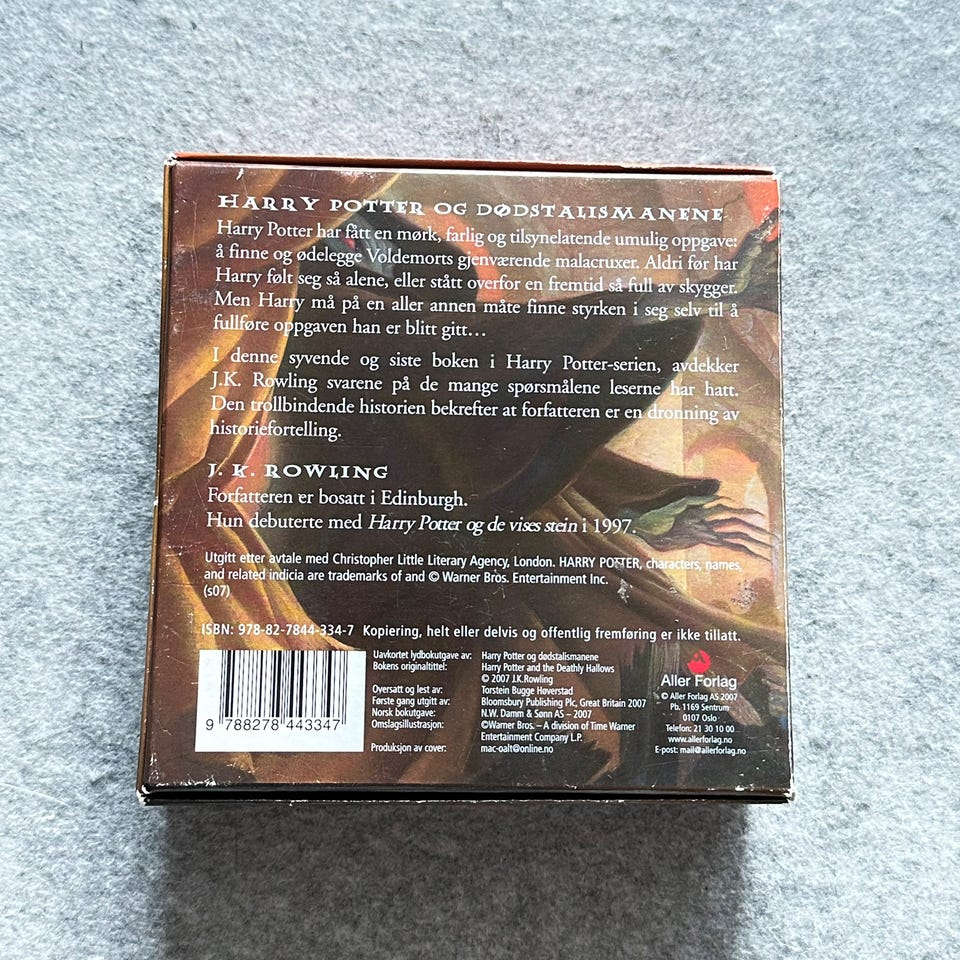 HARRY POTTER OG DØDSTALISMANENE
Harry Potter har fått en mørk, farlig og tilsynelatende umulig oppgave:
å finne og ødelegge Voldemorts gjenværende malacruxer. Aldri før har
Harry følt seg så alene, eller stått overfor en fremtid så full av skygger.
Men Harry må på en aller annen måte finne styrken i seg selv til å
fullføre oppgaven han er blitt gitt...
I denne syvende og siste boken i Harry Potter-serien, avdekker
J.K. Rowling svarene på de mange spørsmålene leserne har hatt.
Den trollbindende historien bekrefter at forfatteren er en dronning av
historiefortelling.
J. K. ROWLING
Forfatteren er bosatt i Edinburgh.
Hun debuterte med Harry Potter og de vises stein i 1997.
Utgitt etter avtale med Christopher Little Literary Agency, London. HARRY POTTER, characters, names,
and related indicia are trademarks of and © Warner Bros. Entertainment Inc.
(s07)
ISBN: 978-82-7844-334-7 Kopiering, helt eller delvis og offentlig fremføring er ikke tillatt.
9 788278 443347
Uavkortet lydbokutgave av: Harry Potter og dødstalismanene
Bokens originaltittel: Harry Potter and the Deathly Hallows
© 2007 J.K.Rowling
Oversatt og lest av: Torstein Bugge Høverstad
Første gang utgitt av: Bloomsbury Publishing Plc, Great Britain 2007
Norsk bokutgave: N.W. Damm & Sønn AS – 2007
Omslagsillustrasjon: ©Warner Bros. – A division of Time Warner
Entertainment Company L.P.
Produksjon av cover: mac-oalt@online.no
Aller Forlag
© Aller Forlag AS 2007
Pb. 1169 Sentrum
0107 Oslo
Telefon: 21 30 10 00
www.allerforlag.no
E-post: mail@allerforlag.no